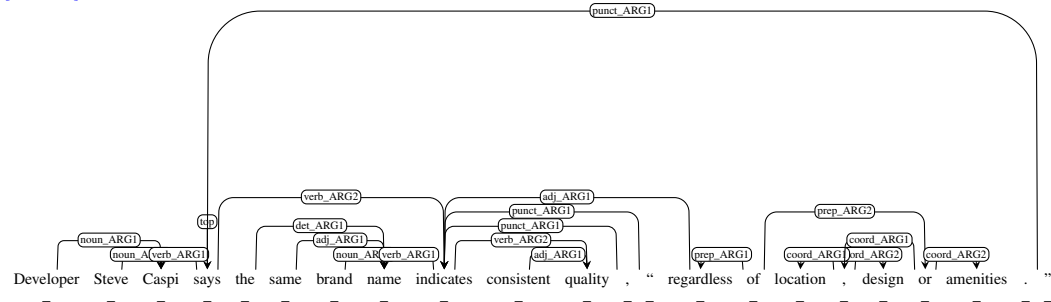 punct_ARG1
verb_ARG2 adj_ARG1
punct_ARG1 prep_ARG2
top det_ARG1 punct_ARG1
noun_ARG1 adj_ARG1 verb_ARG2 coord_ARG1
verb_ARG1 verb_ARG1 adj_ARG1 prep_ARG1 coord_ARG2
Developer Steve Caspi says the same brand name indicates consistent quality , “ regardless of location , design or amenities . ”